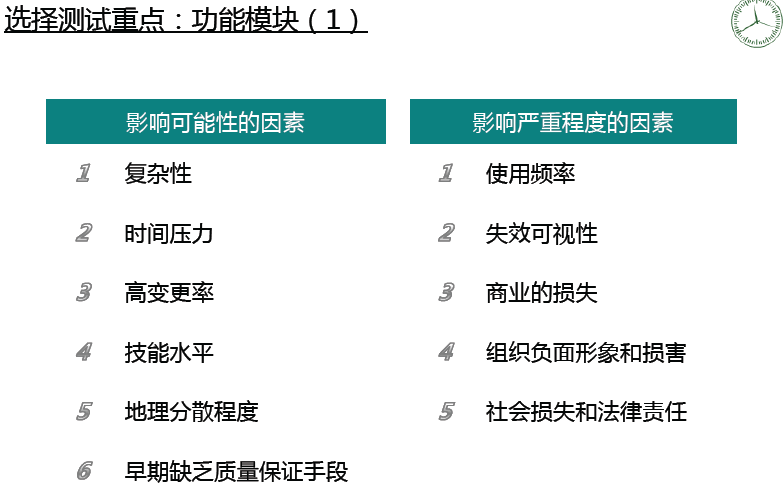 选择测试重点：功能模块（1）
影响可能性的因素
1 复杂性
2 时间压力
3 高变更率
4 技能水平
5 地理分散程度
6 早期缺乏质量保证手段
影响严重程度的因素
1 使用频率
2 失效可视性
3 商业的损失
4 组织负面形象和损害
5 社会损失和法律责任